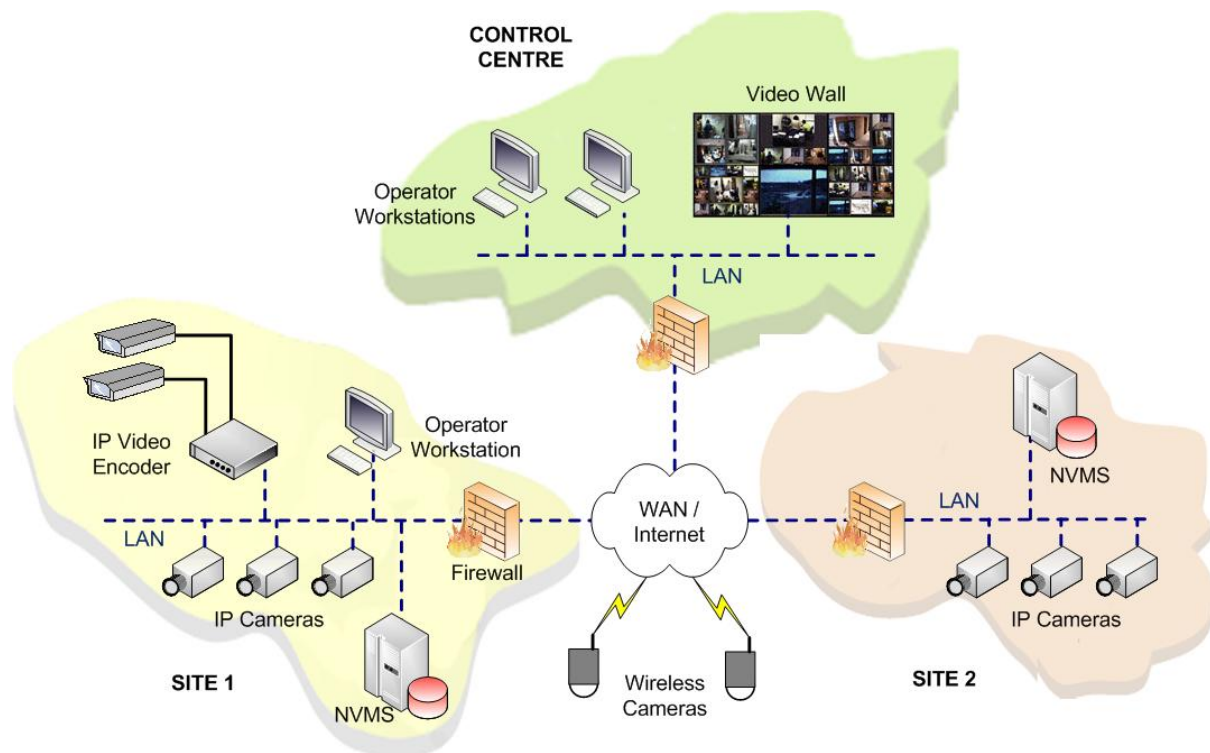 CONTROL
CENTRE
Video Wall
Operator
Workstations
LAN
IP Video
Encoder
Operator
Workstation
LAN
IP Cameras
Firewall
NVMS
SITE 1
WAN /
Internet
Wireless
Cameras
NVMS
LAN
IP Cameras
SITE 2